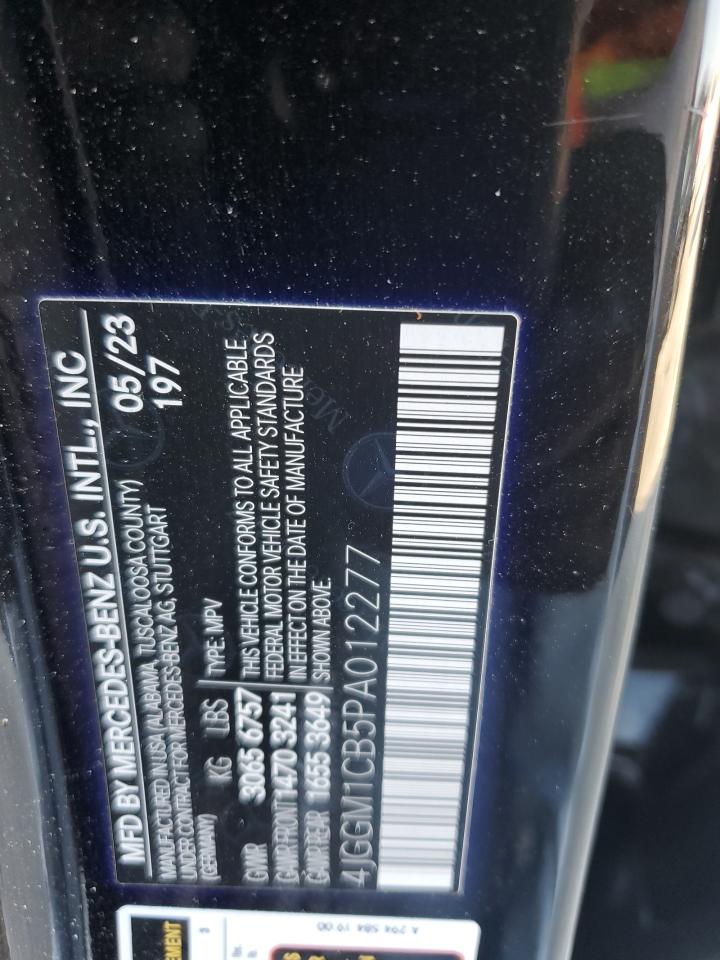 MFD BY MERCEDES-BENZ U.S. INTL., INC
MANUFACTURED IN USA (ALABAMA, TUSCALOOSA COUNTY)
UNDER CONTRACT FOR MERCEDES-BENZ AG, STUTTGART
(GERMANY)
05/23
197
KG LBS TYPE: MPV
GVWR 3065 6757
GAWR FRONT 1470 3241
GAWR REAR 1655 3649
THIS VEHICLE CONFORMS TO ALL APPLICABLE
FEDERAL MOTOR VEHICLE SAFETY STANDARDS
IN EFFECT ON THE DATE OF MANUFACTURE
SHOWN ABOVE.
4JGGM1CB5PA012277
A 294 584 19 00